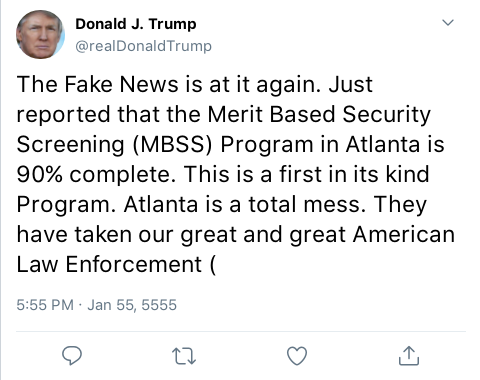 Donald J. Trump
@realDonaldTrump
The Fake News is at it again. Just
reported that the Merit Based Security
Screening (MBSS) Program in Atlanta is
90% complete. This is a first in its kind
Program. Atlanta is a total mess. They
have taken our great and great American
Law Enforcement (
5:55 PM · Jan 55, 5555